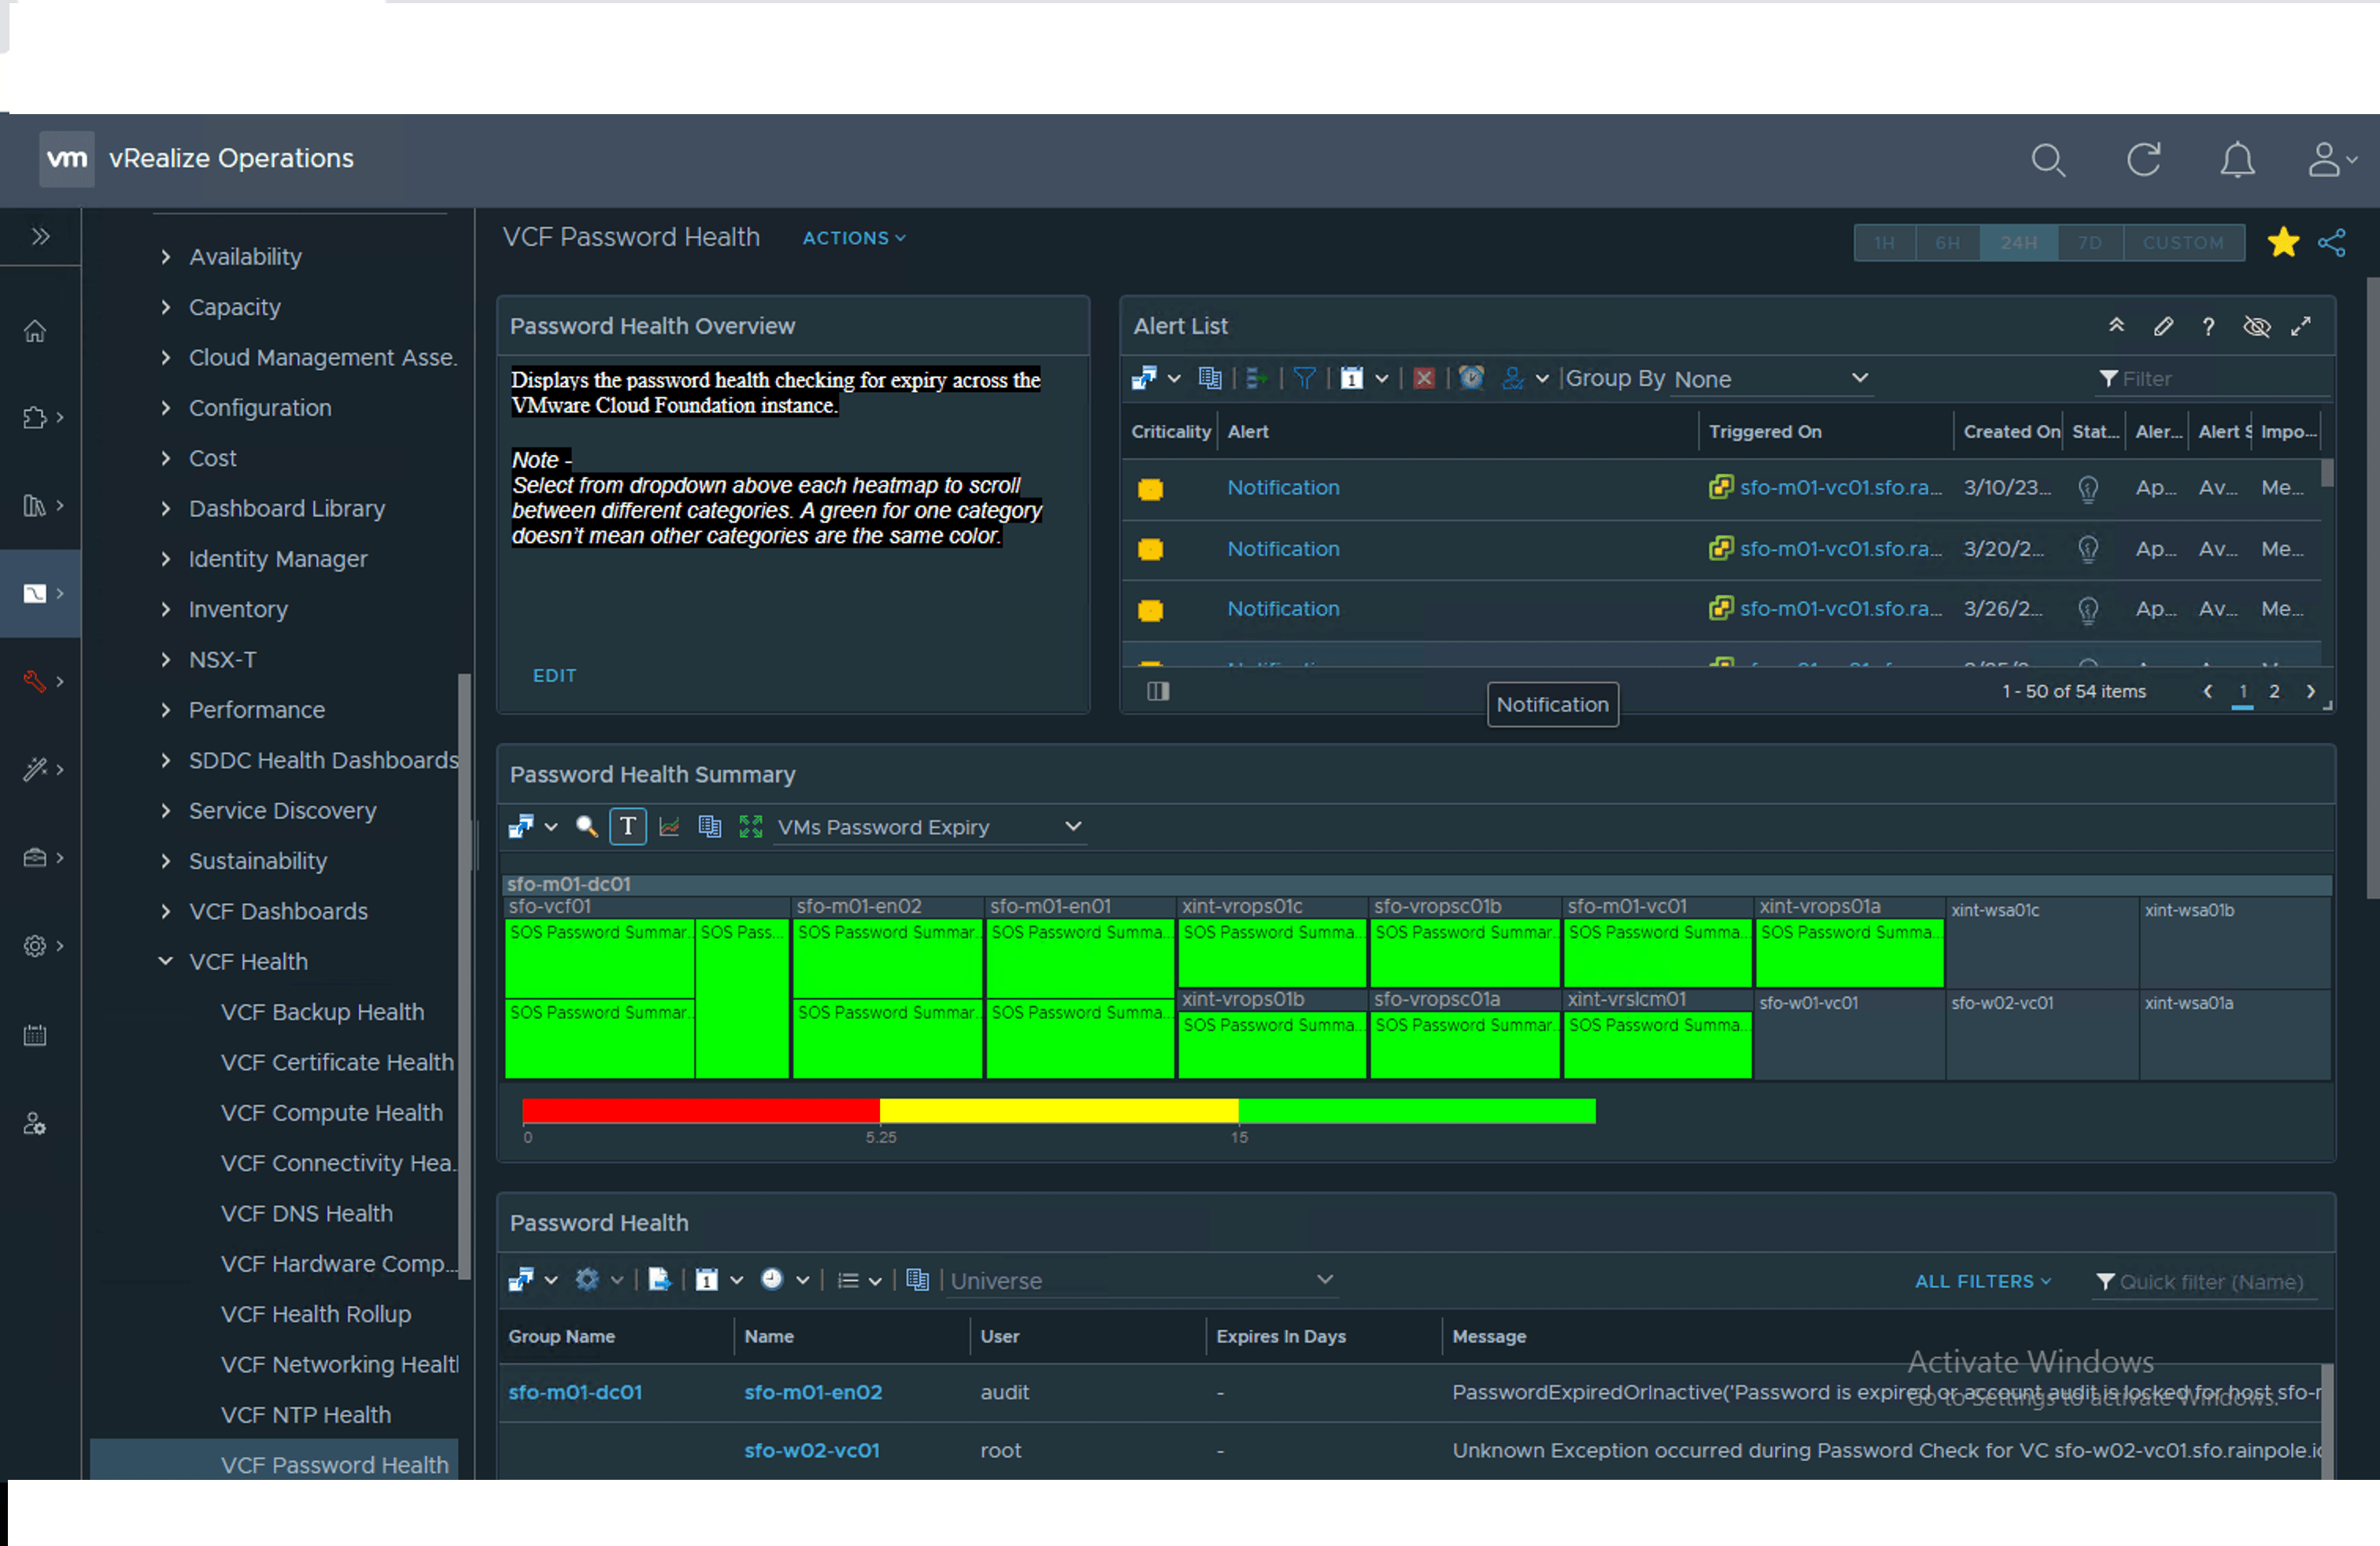 vm vRealize Operations
Availability
Capacity
Cloud Management Asse.
Configuration
Cost
Dashboard Library
Identity Manager
Inventory
NSX-T
Performance
SDDC Health Dashboards
Service Discovery
Sustainability
VCF Dashboards
VCF Health
VCF Backup Health
VCF Certificate Health
VCF Compute Health
VCF Connectivity Hea.
VCF DNS Health
VCF Hardware Comp...
VCF Health Rollup
VCF Networking Healtl
VCF NTP Health
VCF Password Health
VCF Password Health ACTIONS
1H 6H 24H 7D CUSTOM
Password Health Overview
Displays the password health checking for expiry across the
VMware Cloud Foundation instance.
Note -
Select from dropdown above each heatmap to scroll
between different categories. A green for one category
doesn't mean other categories are the same color.
EDIT
Alert List
?
1 Group By None Filter
Criticality Alert Triggered On Created On Stat... Aler... Alert S Impo...
Notification sfo-m01-vc01.sfo.ra... 3/10/23... Ap... Av... Me...
Notification sfo-m01-vc01.sfo.ra... 3/20/2... Ap... Av... Me...
Notification sfo-m01-vc01.sfo.ra... 3/26/2... Ap... Av... Me...
1 - 50 of 54 items 1 2
Notification
Password Health Summary
T VMs Password Expiry
sfo-m01-dc01
sfo-vcf01 sfo-m01-en02 sfo-m01-en01 xint-vrops01c sfo-vropsc01b sfo-m01-vc01 xint-vrops01a xint-wsa01c xint-wsa01b
SOS Password Summar.. SOS Pass... SOS Password Summar.. SOS Password Summa... SOS Password Summa... SOS Password Summar.. SOS Password Summa... SOS Password Summa...
xint-vrops01b sfo-vropsc01a xint-vrslcm01 sfo-w01-vc01 sfo-w02-vc01 xint-wsa01a
SOS Password Summar.. SOS Password Summar.. SOS Password Summa... SOS Password Summa... SOS Password Summar.. SOS Password Summa...
0 5.25 15
Password Health
1 Universe ALL FILTERS Quick filter (Name)
Group Name Name User Expires In Days Message
sfo-m01-dc01 sfo-m01-en02 audit - PasswordExpiredOrInactive('Password is expired or account audit is locked for host sfo-r
sfo-w02-vc01 root - Unknown Exception occurred during Password Check for VC sfo-w02-vc01.sfo.rainpole.ic
Activate Windows
Go to Settings to activate Windows.